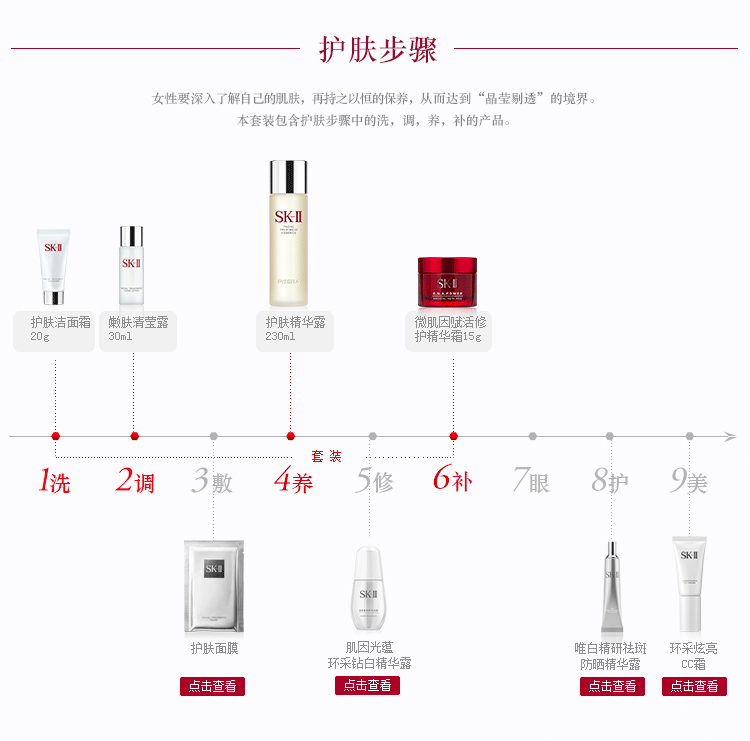 护肤步骤
女性要深入了解自己的肌肤，再持之以恒的保养，从而达到“晶莹剔透”的境界。
本套装包含护肤步骤中的洗，调，养，补的产品。
SK-II
SK-II
SK-II
FACIAL
TREATMENT
ESSENCE
PITERA
SK-II
R.N.A. POWER
护肤洁面霜
20g
嫩肤清莹露
30ml
护肤精华露
230ml
微肌因赋活修
护精华霜15g
套装
1洗
2调
3敷
4养
5修
6补
7眼
8护
9美
SK-II
SK-II
SK-II
SK-II
护肤面膜
点击查看
肌因光蕴
环采钻白精华露
点击查看
唯白精研祛斑
防晒精华露
点击查看
环采炫亮
CC霜
点击查看